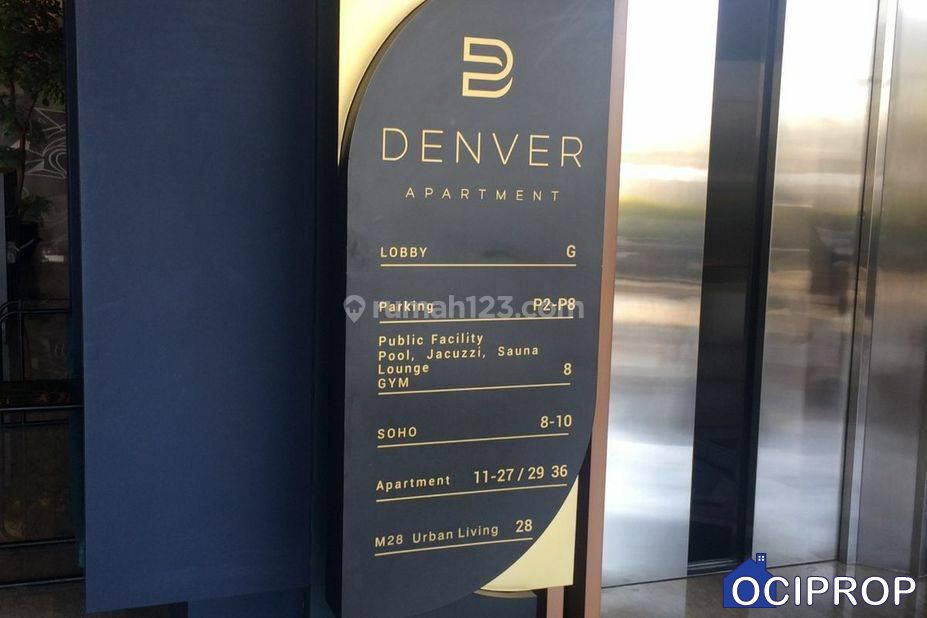 DENVER
APARTMENT
LOBBY G
Parking P2-P8
Public Facility
Pool, Jacuzzi, Sauna
Lounge 8
GYM
SOHO 8-10
Apartment 11-27 / 29 36
M28 Urban Living 28
rumah123.com
OCIPROP